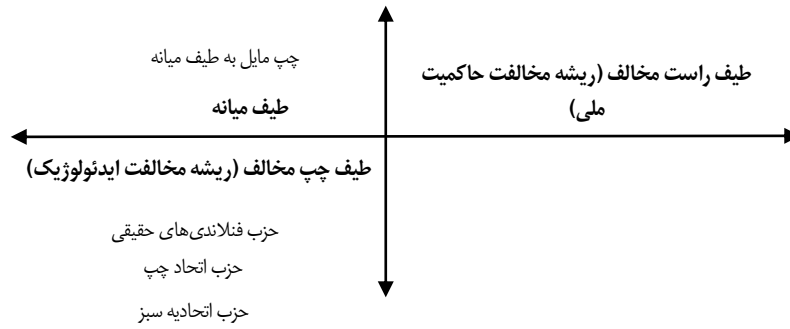 طیف راست مخالف (ریشه مخالفت حاکمیت
ملی)
چپ مایل به طیف میانه
طیف میانه
طیف چپ مخالف (ریشه مخالفت ایدئولوژیک)
حزب فنلاندی‌های حقیقی
حزب اتحاد چپ
حزب اتحادیه سبز